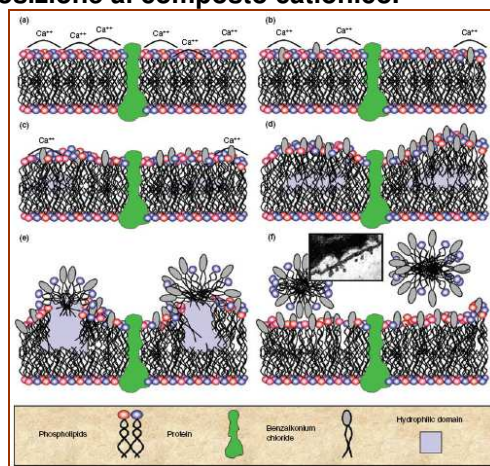 osizione al composto cationico.
(a)
Ca++ Ca++ Ca++ Ca++ Ca++ Ca++
(b)
Ca++ Ca++ Ca++
(c)
Ca++ Ca++
(d)
(e)
(f)
Phospholipids
Protein
Benzalkonium
chloride
Hydrophilic domain